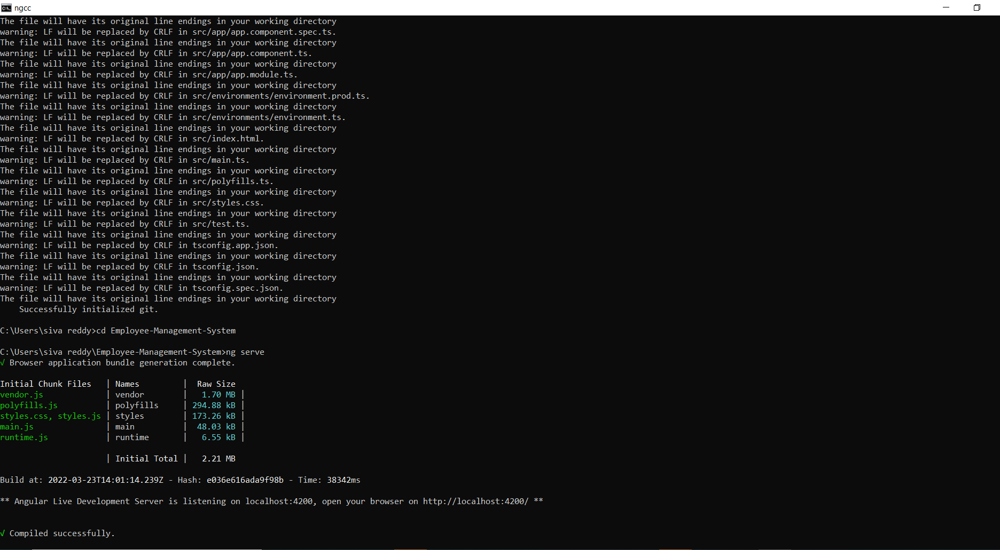 ngcc
The file will have its original line endings in your working directory
warning: LF will be replaced by CRLF in src/app/app.component.spec.ts.
The file will have its original line endings in your working directory
warning: LF will be replaced by CRLF in src/app/app.component.ts.
The file will have its original line endings in your working directory
warning: LF will be replaced by CRLF in src/app/app.module.ts.
The file will have its original line endings in your working directory
warning: LF will be replaced by CRLF in src/environments/environment.prod.ts.
The file will have its original line endings in your working directory
warning: LF will be replaced by CRLF in src/environments/environment.ts.
The file will have its original line endings in your working directory
warning: LF will be replaced by CRLF in src/index.html.
The file will have its original line endings in your working directory
warning: LF will be replaced by CRLF in src/main.ts.
The file will have its original line endings in your working directory
warning: LF will be replaced by CRLF in src/polyfills.ts.
The file will have its original line endings in your working directory
warning: LF will be replaced by CRLF in src/styles.css.
The file will have its original line endings in your working directory
warning: LF will be replaced by CRLF in src/test.ts.
The file will have its original line endings in your working directory
warning: LF will be replaced by CRLF in tsconfig.app.json.
The file will have its original line endings in your working directory
warning: LF will be replaced by CRLF in tsconfig.json.
The file will have its original line endings in your working directory
warning: LF will be replaced by CRLF in tsconfig.spec.json.
The file will have its original line endings in your working directory
    Successfully initialized git.
C:\Users\siva reddy>cd Employee-Management-System
C:\Users\siva reddy\Employee-Management-System>ng serve
√ Browser application bundle generation complete.
Initial Chunk Files   | Names         |  Raw Size
vendor.js             | vendor        |   1.70 MB |
polyfills.js          | polyfills     | 294.88 kB |
styles.css, styles.js | styles        | 173.26 kB |
main.js               | main          |  48.03 kB |
runtime.js            | runtime       |   6.55 kB |
                      | Initial Total |   2.21 MB
Build at: 2022-03-23T14:01:14.239Z - Hash: e036e616ada9f98b - Time: 38342ms
** Angular Live Development Server is listening on localhost:4200, open your browser on http://localhost:4200/ **
√ Compiled successfully.